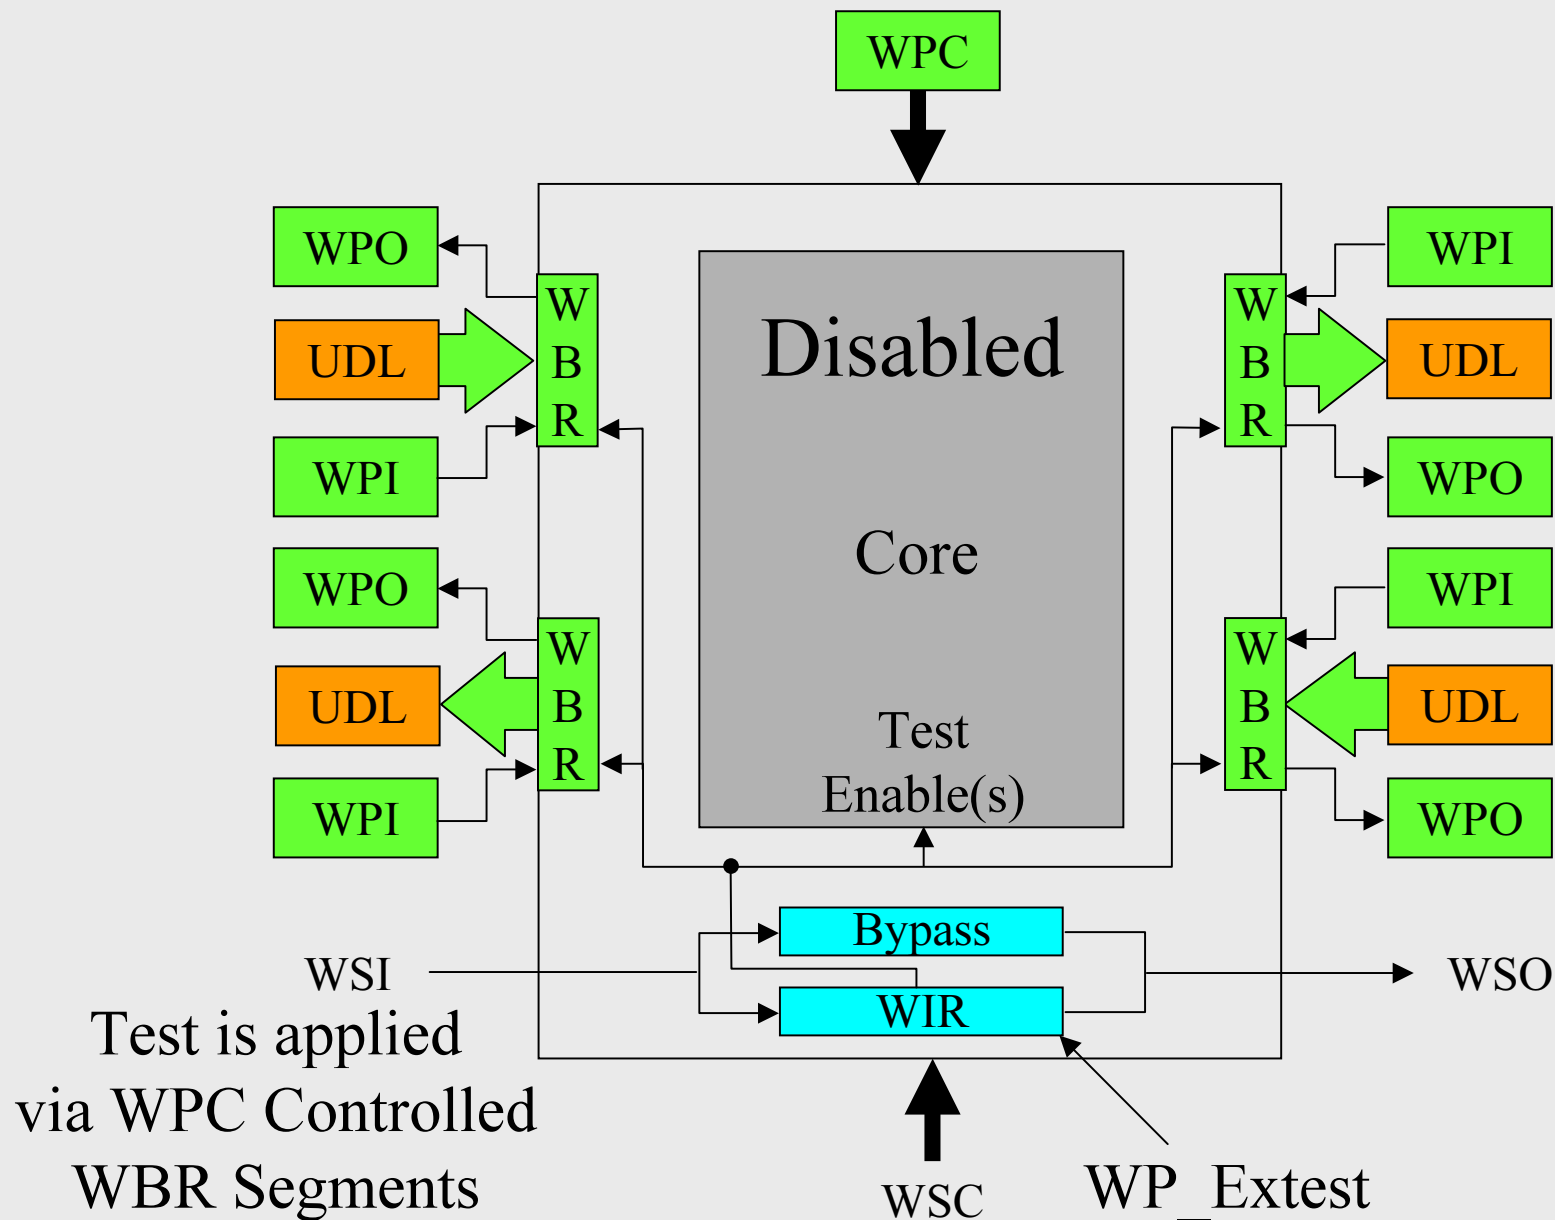 WPC
WPO
UDL
WPI
WPO
UDL
WPI
W
B
R
W
B
R
Disabled
Core
Test
Enable(s)
W
B
R
W
B
R
WPI
UDL
WPO
WPI
UDL
WPO
Bypass
WIR
WSI
WSO
Test is applied
via WPC Controlled
WBR Segments
WSC
WP_Extest